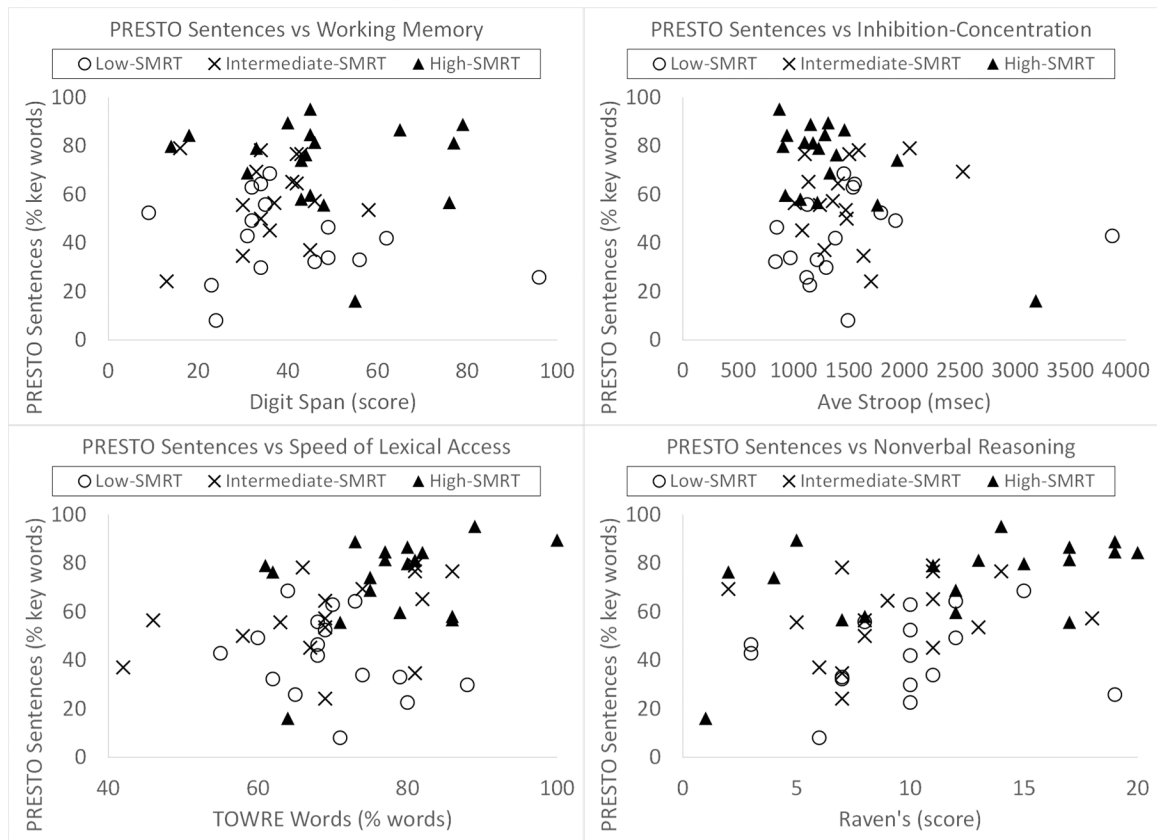 PRESTO Sentences vs Working Memory
Low-SMRT Intermediate-SMRT High-SMRT
PRESTO Sentences (% key words)
100
80
60
40
20
0
0 20 40 60 80 100
Digit Span (score)
PRESTO Sentences vs Inhibition-Concentration
Low-SMRT Intermediate-SMRT High-SMRT
PRESTO Sentences (% key words)
100
80
60
40
20
0
0 500 1000 1500 2000 2500 3000 3500 4000
Ave Stroop (msec)
PRESTO Sentences vs Speed of Lexical Access
Low-SMRT Intermediate-SMRT High-SMRT
PRESTO Sentences (% key words)
100
80
60
40
20
0
40 60 80 100
TOWRE Words (% words)
PRESTO Sentences vs Nonverbal Reasoning
Low-SMRT Intermediate-SMRT High-SMRT
PRESTO Sentences (% key words)
100
80
60
40
20
0
0 5 10 15 20
Raven's (score)